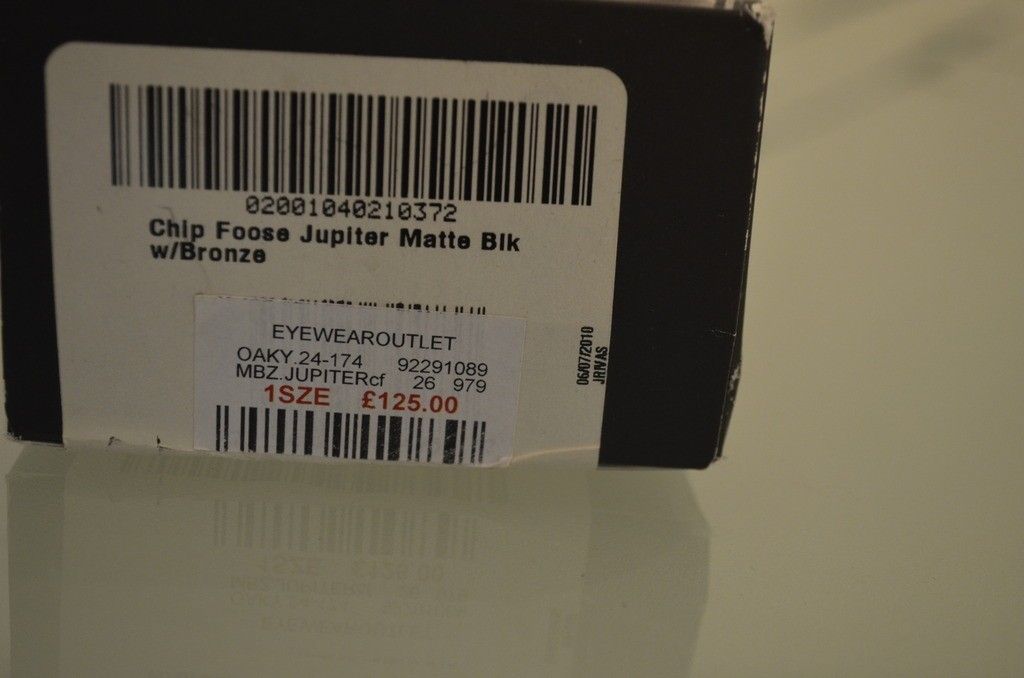 02001040210372
Chip Foose Jupiter Matte Blk
w/Bronze
EYEWEAROUTLET
OAKY.24-174 92291089
MBZ.JUPITERcf 26 979
1SZE £125.00
06/07/2010
JRIVAS